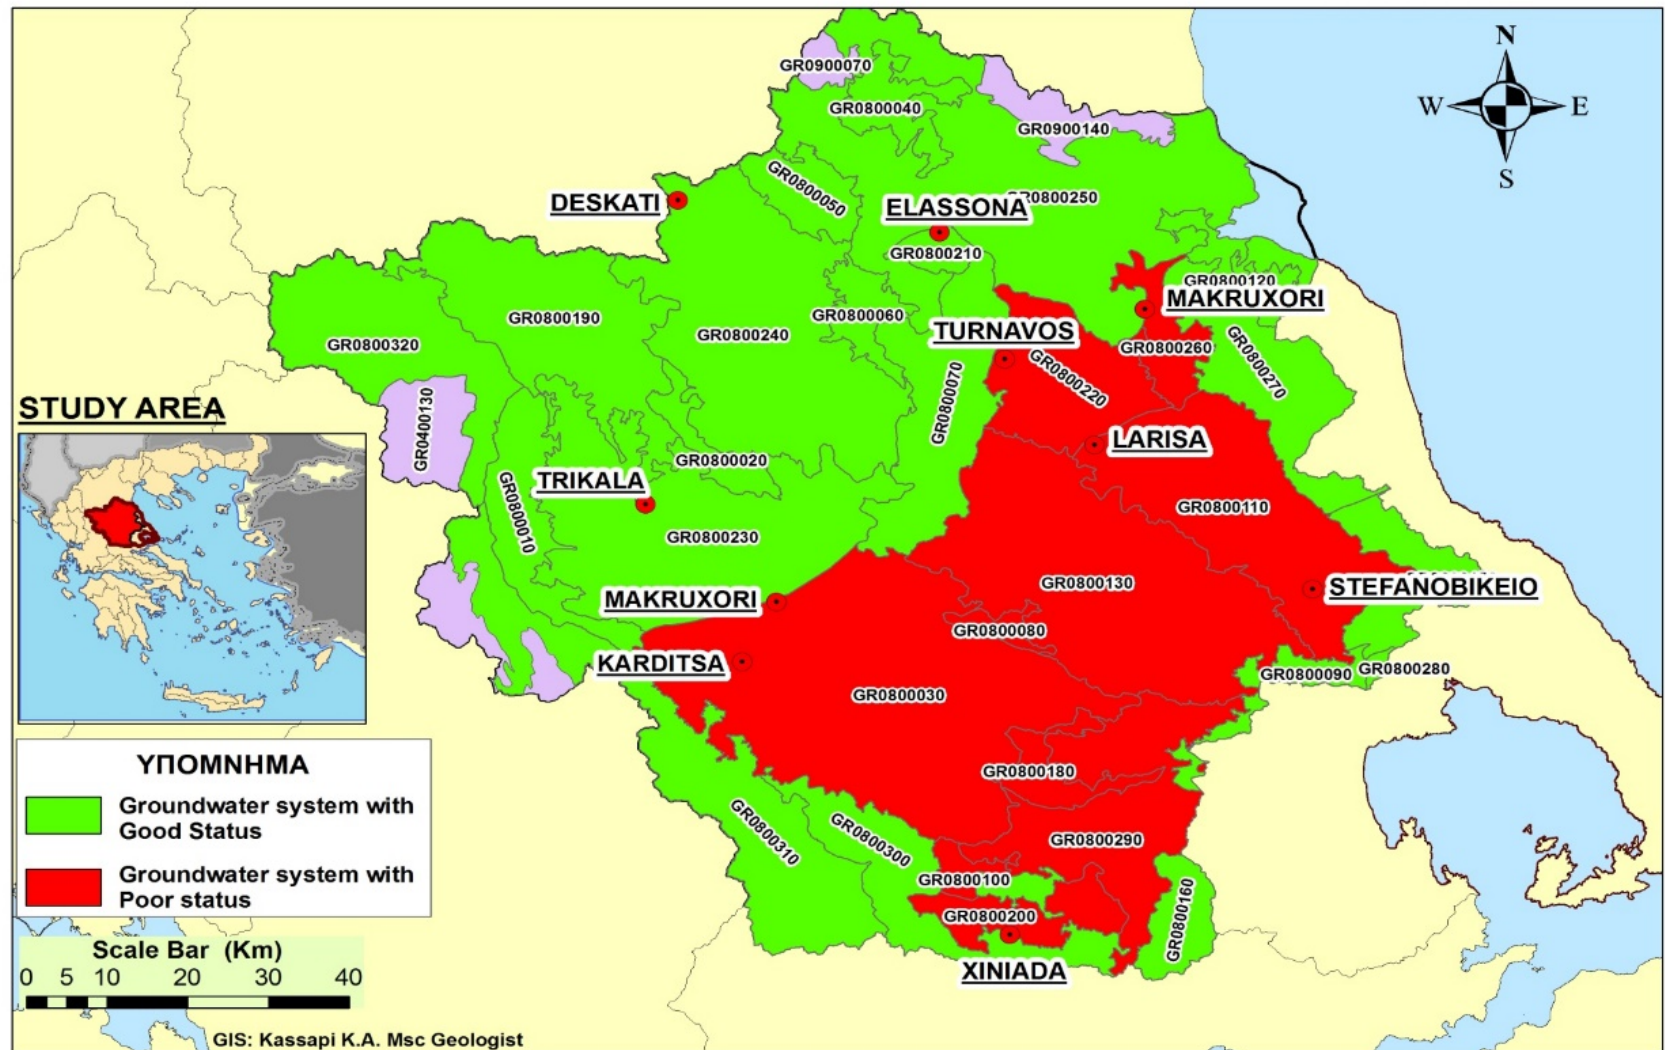 N
W E
S
GR0900070
GR0800040
GR0900140
GR0800050
GR0800250
DESKATI
ELASSONA
GR0800210
GR0800120
MAKRUXORI
GR0800190
GR0800060
GR0800240
TURNAVOS
GR0800320
GR0800260
GR0800270
GR0800220
GR0800070
GR0400130
STUDY AREA
LARISA
GR0800020
TRIKALA
GR0800010
GR0800110
GR0800230
GR0800130
STEFANOBIKEIO
MAKRUXORI
GR0800080
KARDITSA
GR0800090
GR0800280
GR0800030
GR0800180
ΥΠΟΜΝΗΜΑ
Groundwater system with
Good Status
Groundwater system with
Poor status
GR0800310
GR0800300
GR0800290
GR0800100
GR0800160
GR0800200
XINIADA
Scale Bar (Km)
0 5 10 20 30 40
GIS: Kassapi K.A. Msc Geologist